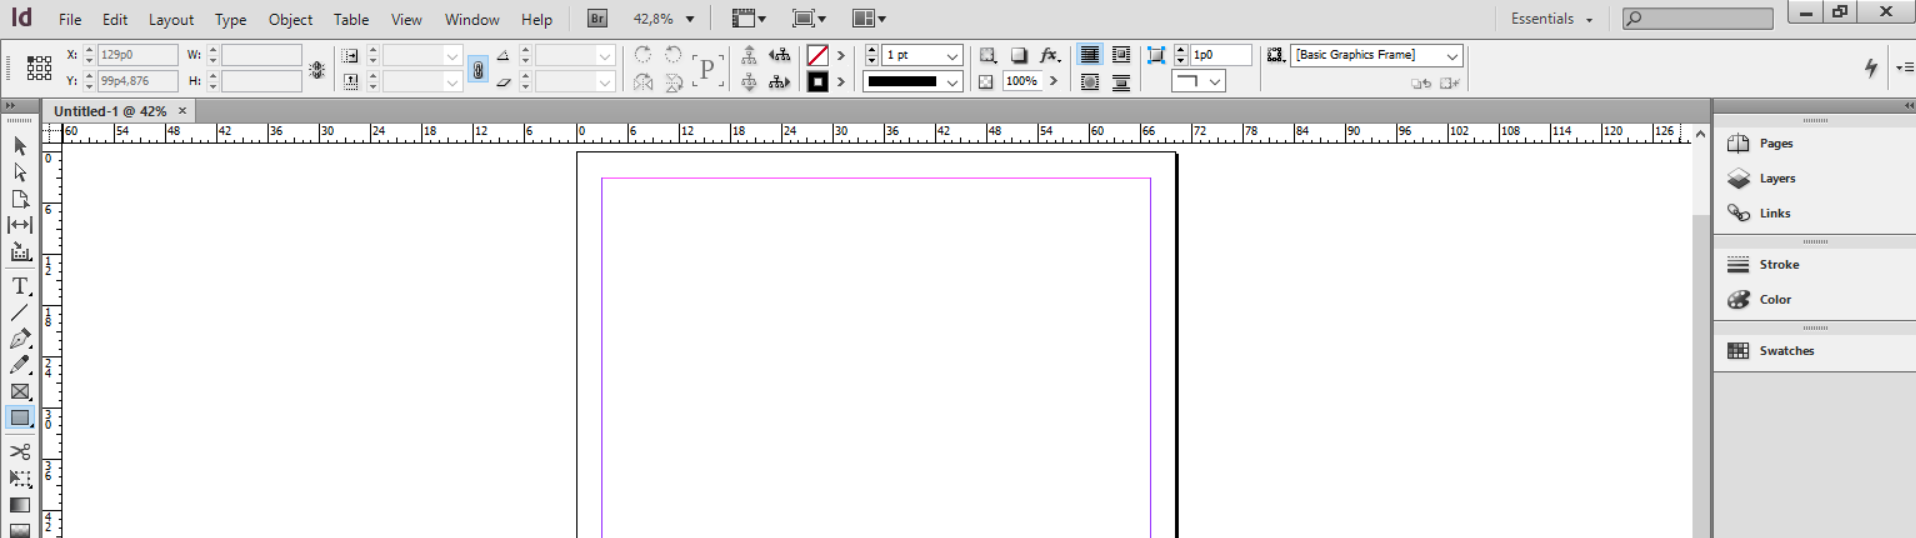 Id File Edit Layout Type Object Table View Window Help Br 42,8% Essentials
X: 129p0 W: 1 pt 1p0 [Basic Graphics Frame]
Y: 99p4,876 H: P fx. 100%
Untitled-1 @ 42% ×
60 54 48 42 36 30 24 18 12 6 0 6 12 18 24 30 36 42 48 54 60 66 72 78 84 90 96 102 108 114 120 126
0
6
12
18
24
30
36
42
T
Pages
Layers
Links
Stroke
Color
Swatches